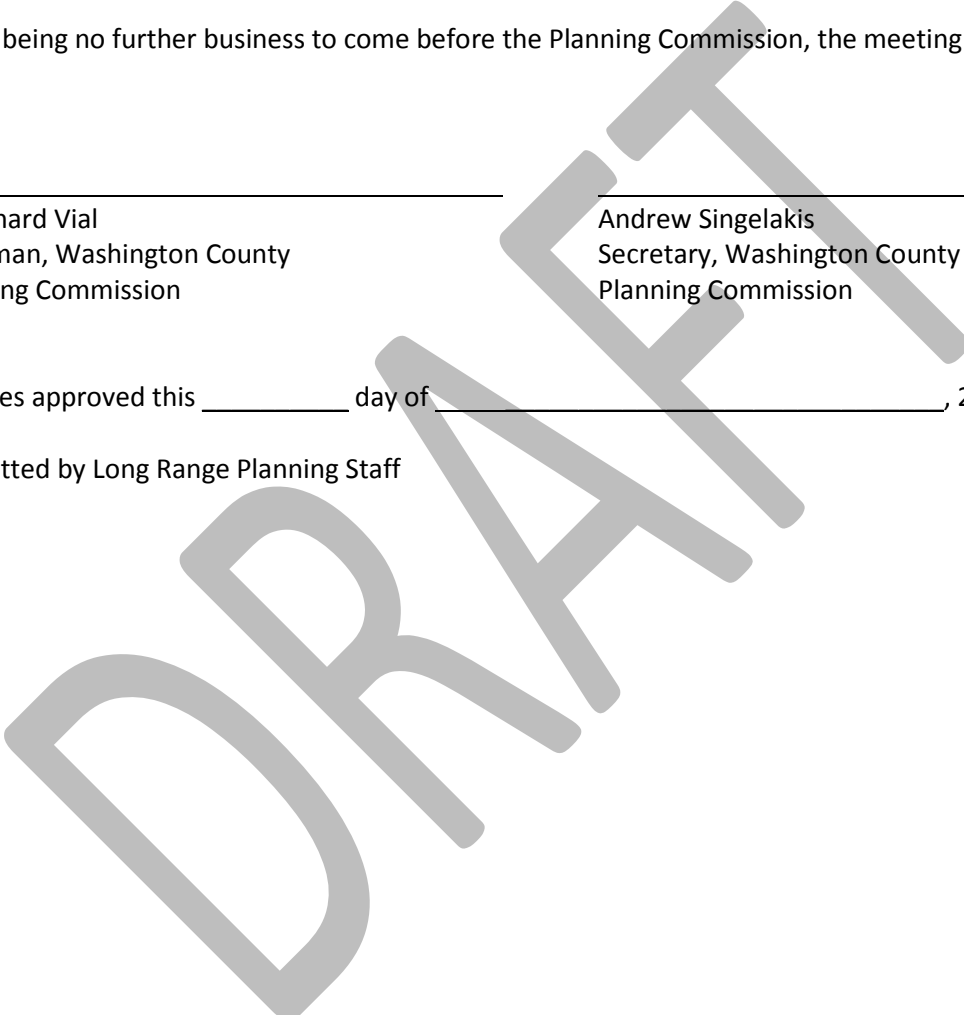 being no further business to come before the Planning Commission, the meeting
hard Vial
Andrew Singelakis
man, Washington County
Secretary, Washington County
ng Commission
Planning Commission
es approved this __________ day of ___________________________________, 2
tted by Long Range Planning Staff
DRAFT